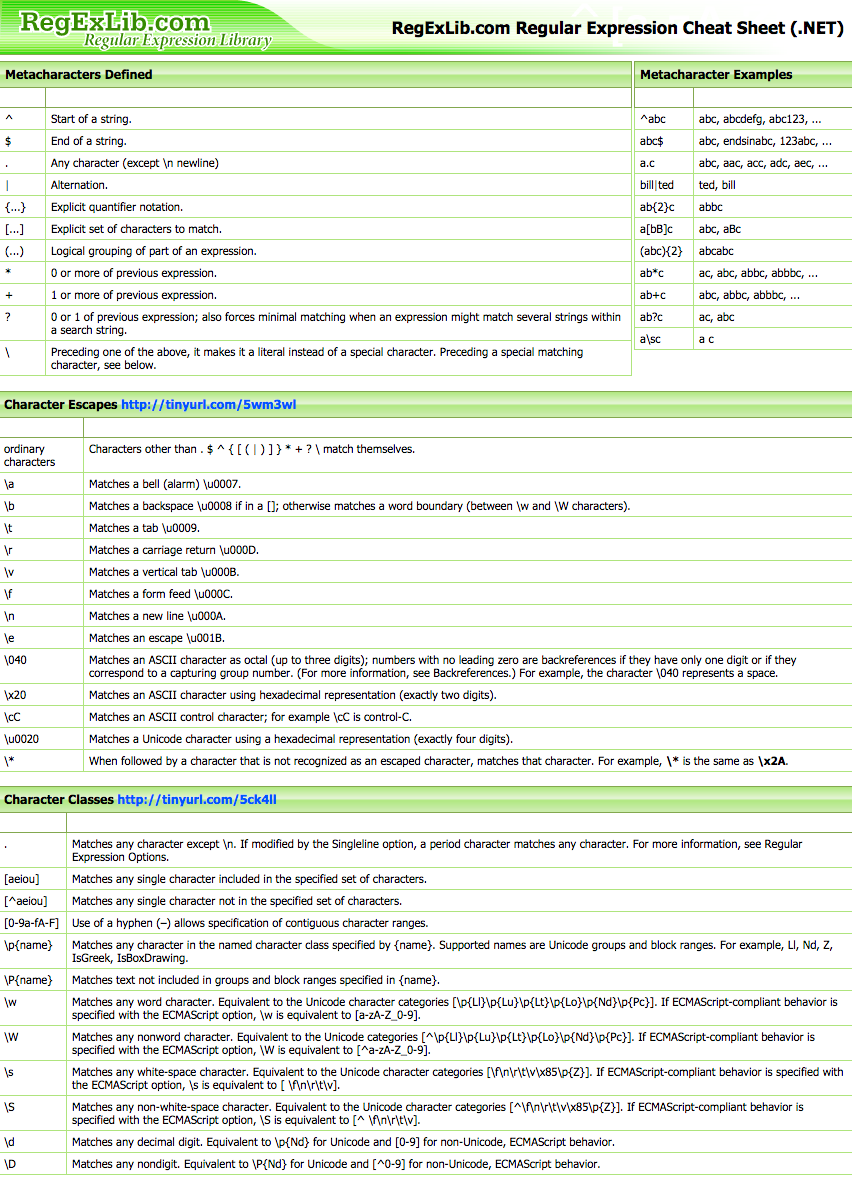 RegExLib.com
Regular Expression Library
RegExLib.com Regular Expression Cheat Sheet (.NET)
Metacharacters Defined
^ Start of a string.
$ End of a string.
. Any character (except \n newline)
| Alternation.
{...} Explicit quantifier notation.
[...] Explicit set of characters to match.
(...) Logical grouping of part of an expression.
* 0 or more of previous expression.
+ 1 or more of previous expression.
? 0 or 1 of previous expression; also forces minimal matching when an expression might match several strings within
a search string.
\ Preceding one of the above, it makes it a literal instead of a special character. Preceding a special matching
character, see below.
Metacharacter Examples
^abc abc, abcdefg, abc123, ...
abc$ abc, endsinabc, 123abc, ...
a.c abc, aac, acc, adc, aec, ...
bill|ted ted, bill
ab{2}c abbc
a[bB]c abc, aBc
(abc){2} abcabc
ab*c ac, abc, abbc, abbbc, ...
ab+c abc, abbc, abbbc, ...
ab?c ac, abc
a\sc a c
Character Escapes http://tinyurl.com/5wm3wl
ordinary
characters
Characters other than . $ ^ { [ ( | ) ] } * + ? \ match themselves.
\a Matches a bell (alarm) \u0007.
\b Matches a backspace \u0008 if in a []; otherwise matches a word boundary (between \w and \W characters).
\t Matches a tab \u0009.
\r Matches a carriage return \u000D.
\v Matches a vertical tab \u000B.
\f Matches a form feed \u000C.
\n Matches a new line \u000A.
\e Matches an escape \u001B.
\040 Matches an ASCII character as octal (up to three digits); numbers with no leading zero are backreferences if they have only one digit or if they
correspond to a capturing group number. (For more information, see Backreferences.) For example, the character \040 represents a space.
\x20 Matches an ASCII character using hexadecimal representation (exactly two digits).
\cC Matches an ASCII control character; for example \cC is control-C.
\u0020 Matches a Unicode character using a hexadecimal representation (exactly four digits).
\* When followed by a character that is not recognized as an escaped character, matches that character. For example, \* is the same as \x2A.
Character Classes http://tinyurl.com/5ck4ll
. Matches any character except \n. If modified by the Singleline option, a period character matches any character. For more information, see Regular
Expression Options.
[aeiou] Matches any single character included in the specified set of characters.
[^aeiou] Matches any single character not in the specified set of characters.
[0-9a-fA-F] Use of a hyphen (–) allows specification of contiguous character ranges.
\p{name} Matches any character in the named character class specified by {name}. Supported names are Unicode groups and block ranges. For example, Ll, Nd, Z,
IsGreek, IsBoxDrawing.
\P{name} Matches text not included in groups and block ranges specified in {name}.
\w Matches any word character. Equivalent to the Unicode character categories [\p{Ll}\p{Lu}\p{Lt}\p{Lo}\p{Nd}\p{Pc}]. If ECMAScript-compliant behavior is
specified with the ECMAScript option, \w is equivalent to [a-zA-Z_0-9].
\W Matches any nonword character. Equivalent to the Unicode categories [^\p{Ll}\p{Lu}\p{Lt}\p{Lo}\p{Nd}\p{Pc}]. If ECMAScript-compliant behavior is
specified with the ECMAScript option, \W is equivalent to [^a-zA-Z_0-9].
\s Matches any white-space character. Equivalent to the Unicode character categories [\f\n\r\t\v\x85\p{Z}]. If ECMAScript-compliant behavior is specified with
the ECMAScript option, \s is equivalent to [ \f\n\r\t\v].
\S Matches any non-white-space character. Equivalent to the Unicode character categories [^\f\n\r\t\v\x85\p{Z}]. If ECMAScript-compliant behavior is
specified with the ECMAScript option, \S is equivalent to [^ \f\n\r\t\v].
\d Matches any decimal digit. Equivalent to \p{Nd} for Unicode and [0-9] for non-Unicode, ECMAScript behavior.
\D Matches any nondigit. Equivalent to \P{Nd} for Unicode and [^0-9] for non-Unicode, ECMAScript behavior.